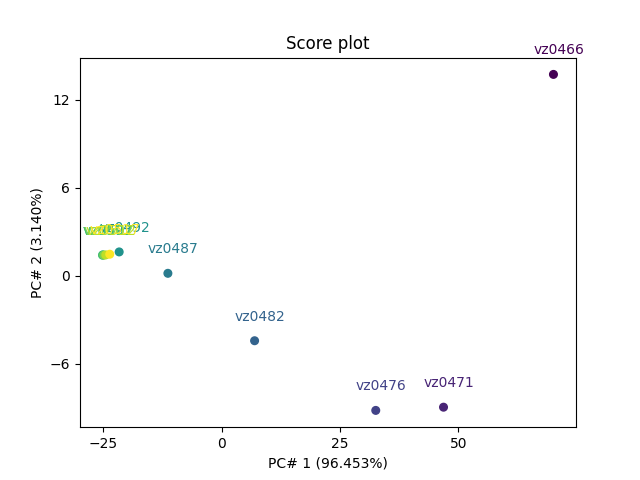 Score plot
vz0466
12
6
vz0492
vz0487
0
vz0482
vz0476
vz0471
−6
−25
0
25
50
PC# 1 (96.453%)
PC# 2 (3.140%)